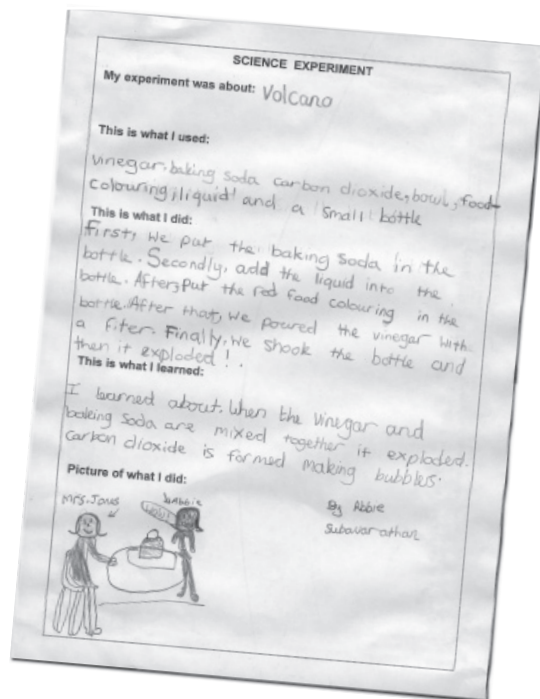 SCIENCE EXPERIMENT
My experiment was about: Volcano
This is what I used:
vinegar, baking soda carbon dioxide, bowl, food
colouring, liquid and a small bottle
This is what I did:
First, we put the baking soda in the
bottle. Secondly, add the liquid into the
bottle. After, put the red food colouring in the
bottle. After that, we poured the vinegar with
a fiter. Finally, we shook the bottle and
then it exploded!.
This is what I learned:
I learned about. When the vinegar and
baking soda are mixed together it exploded.
carbon dioxide is formed making bubbles.
Picture of what I did:
Mrs. Jones
By Abbie
Subavarathan